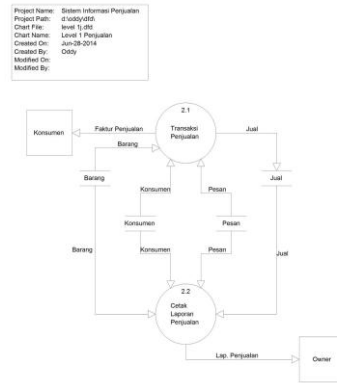 Project Name: Sistem Informasi Penjualan
Project Path: d:\oddy\dfd\
Chart File: level 1j.dfd
Chart Name: Level 1 Penjualan
Created On: Jun-28-2014
Created By: Oddy
Modified On:
Modified By:
2.1
Transaksi
Penjualan
Konsumen
Faktur Penjualan
Jual
Barang
Barang
Jual
Konsumen
Pesan
Konsumen
Pesan
Barang
Konsumen
Pesan
Jual
2.2
Cetak
Laporan
Penjualan
Lap. Penjualan
Owner